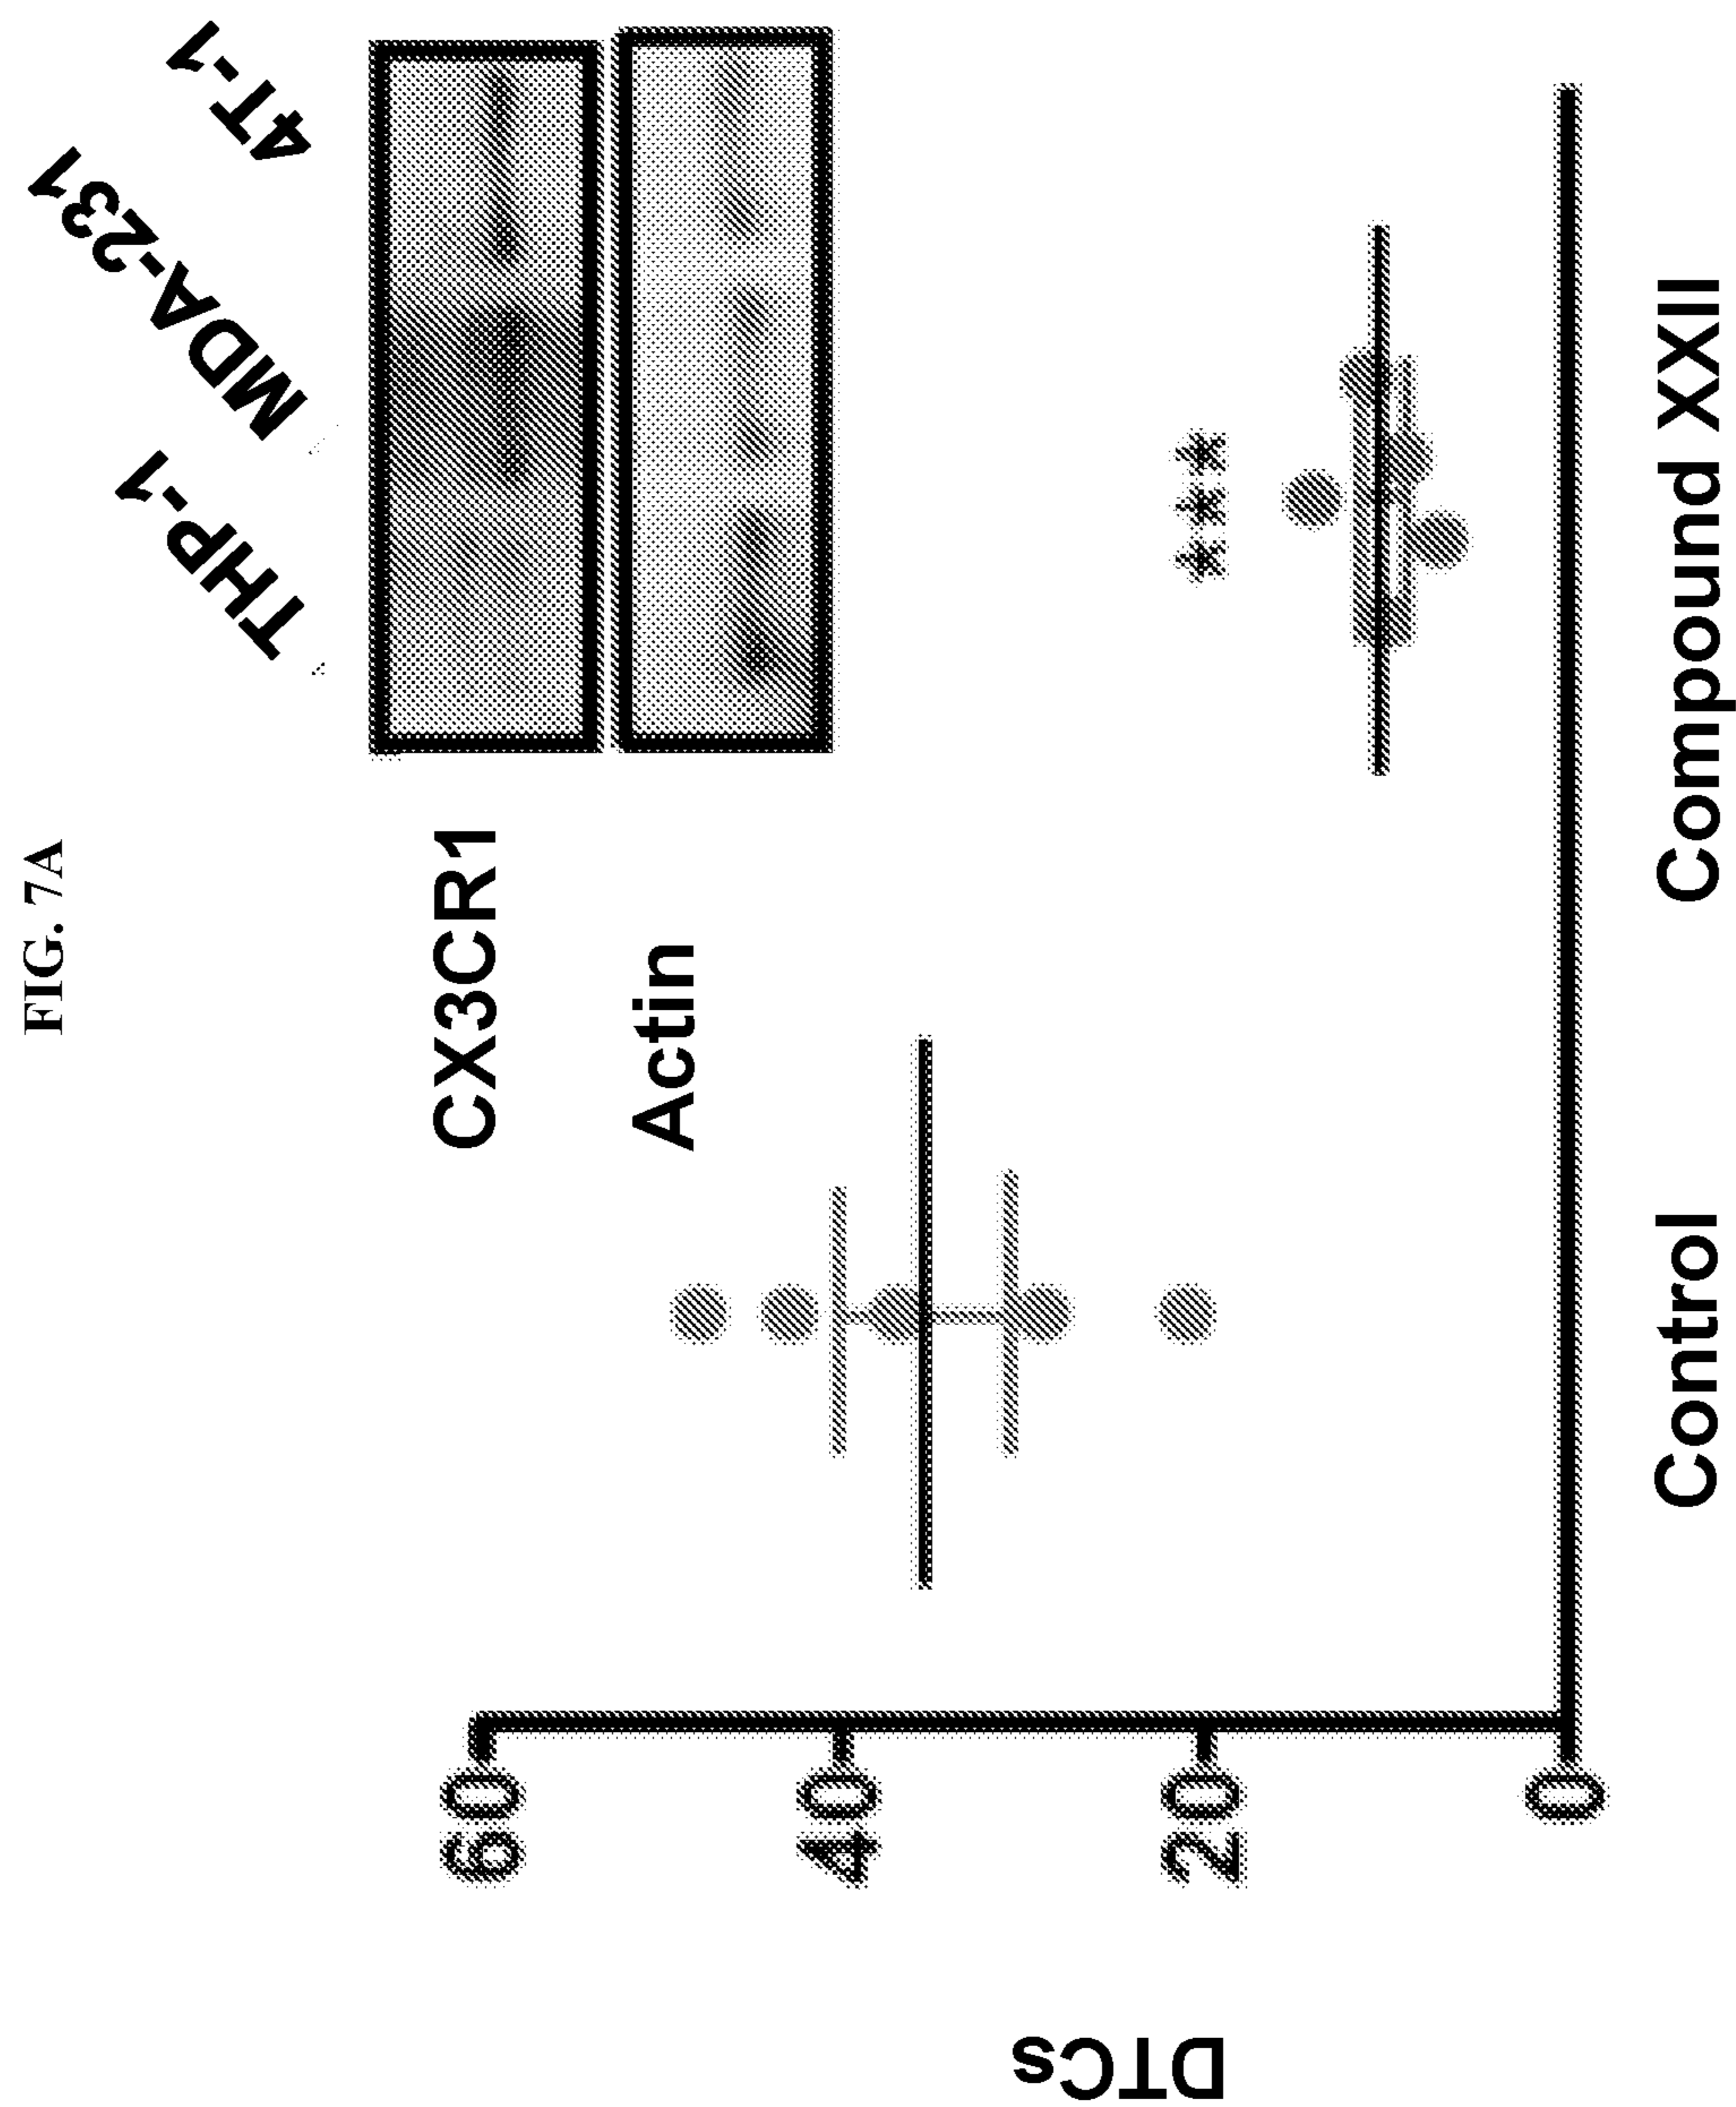 FIG. 7A
THP-1
MDA-231
4T-1
CX3CR1
Actin
DTCs
60
40
20
0
***
Control
Compound XXII